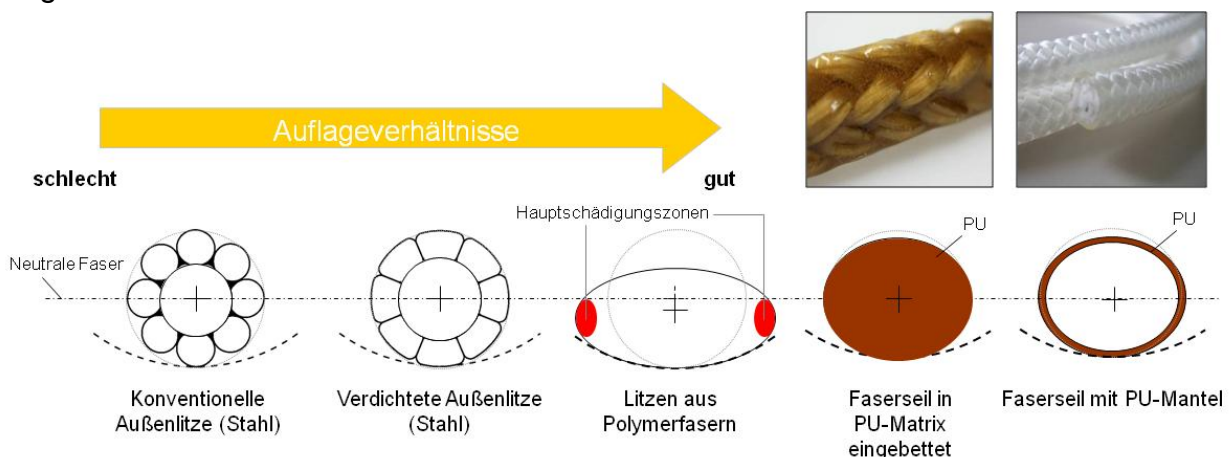 Auflageverhältnisse
schlecht
gut
Hauptschädigungszonen
PU
PU
Neutrale Faser
Konventionelle
Außenlitze (Stahl)
Verdichtete Außenlitze
(Stahl)
Litzen aus
Polymerfasern
Faserseil in
PU-Matrix
eingebettet
Faserseil mit PU-Mantel